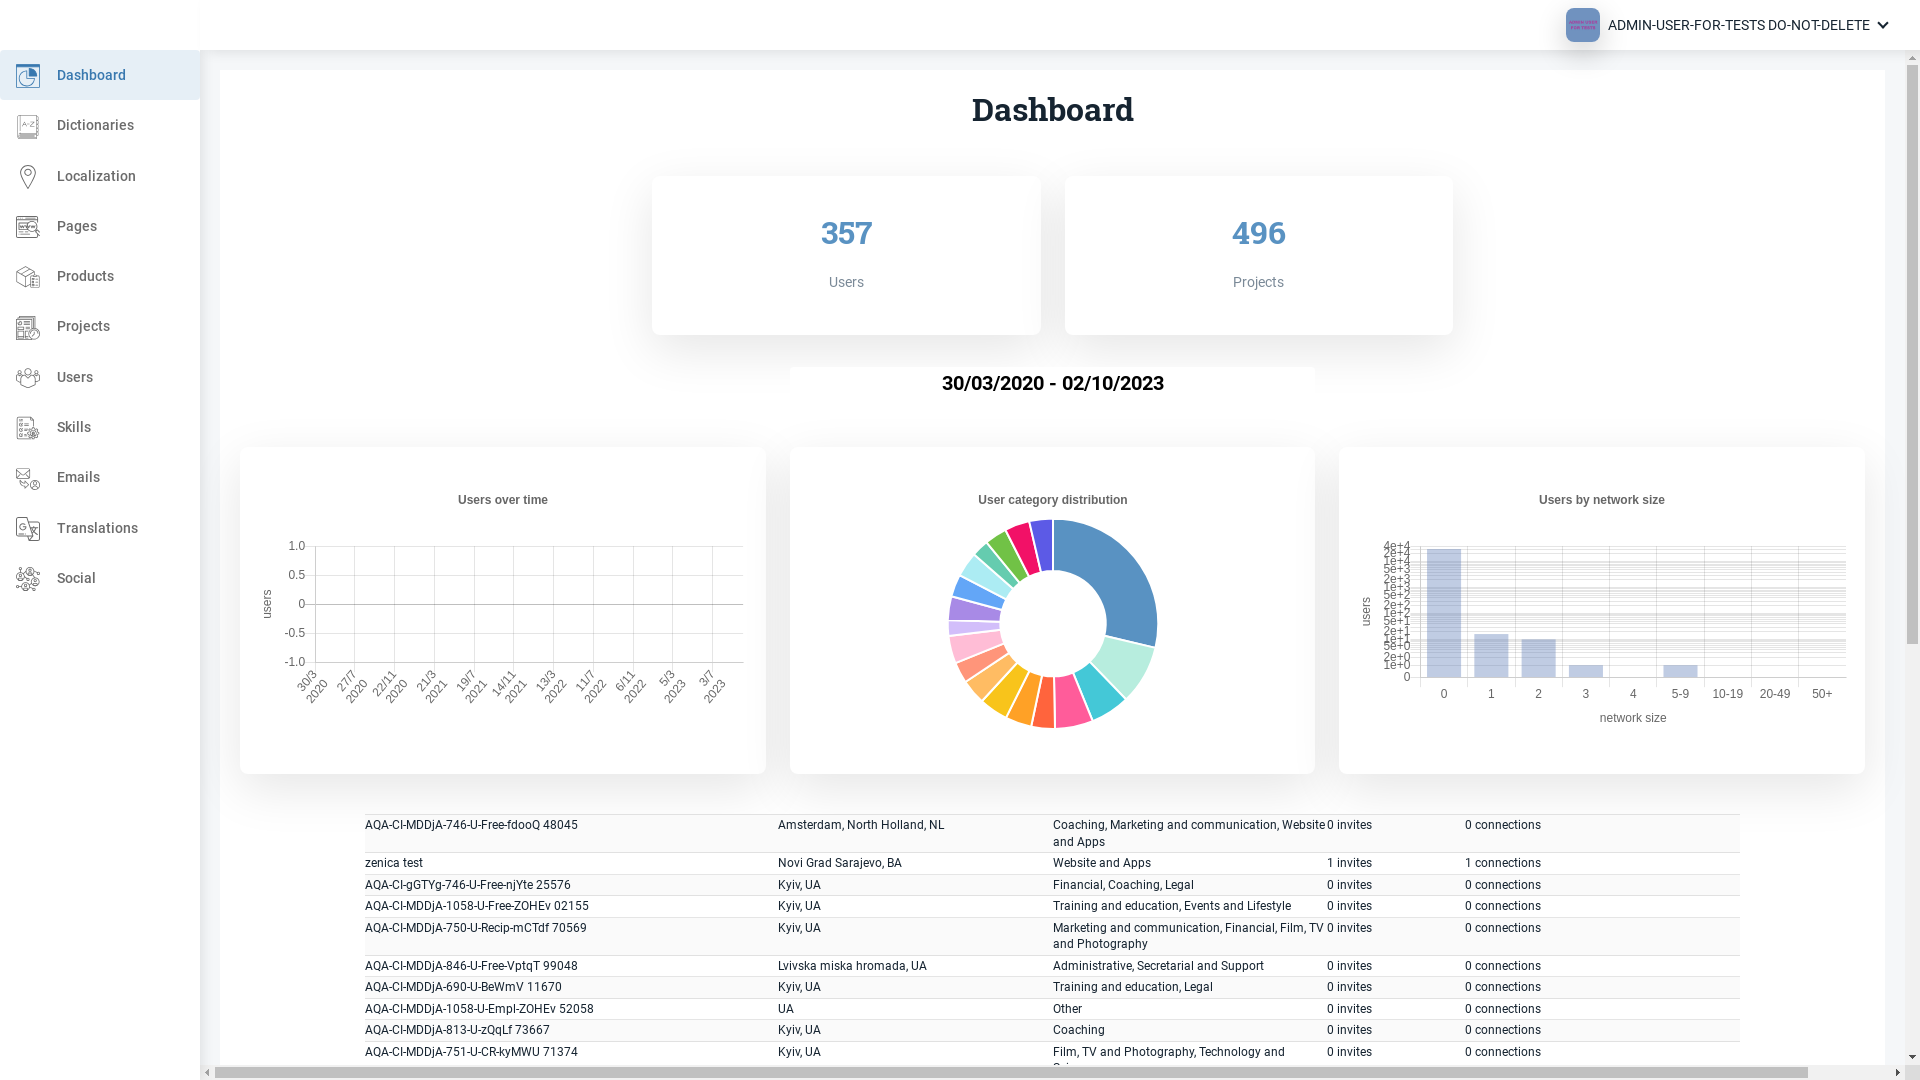 ADMIN-USER-FOR-TESTS DO-NOT-DELETE
Dashboard
Dictionaries
Localization
Pages
Products
Projects
Users
Skills
Emails
Translations
Social
Dashboard
357
Users
496
Projects
30/03/2020 - 02/10/2023
Users over time
1.0
0.5
0
-0.5
-1.0
users
30/3 2020
27/7 2020
22/11 2020
21/3 2021
19/7 2021
14/11 2021
13/3 2022
11/7 2022
6/11 2022
5/3 2023
3/7 2023
User category distribution
Users by network size
users
4e+4
2e+4
1e+4
5e+3
2e+3
1e+3
5e+2
2e+2
1e+2
5e+1
2e+1
1e+1
5e+0
2e+0
1e+0
0
0 1 2 3 4 5-9 10-19 20-49 50+
network size
AQA-CI-MDDjA-746-U-Free-fdooQ 48045 Amsterdam, North Holland, NL Coaching, Marketing and communication, Website 0 invites 0 connections
and Apps
zenica test Novi Grad Sarajevo, BA Website and Apps 1 invites 1 connections
AQA-CI-gGTYg-746-U-Free-njYte 25576 Kyiv, UA Financial, Coaching, Legal 0 invites 0 connections
AQA-CI-MDDjA-1058-U-Free-ZOHEv 02155 Kyiv, UA Training and education, Events and Lifestyle 0 invites 0 connections
AQA-CI-MDDjA-750-U-Recip-mCTdf 70569 Kyiv, UA Marketing and communication, Financial, Film, TV 0 invites 0 connections
and Photography
AQA-CI-MDDjA-846-U-Free-VptqT 99048 Lvivska miska hromada, UA Administrative, Secretarial and Support 0 invites 0 connections
AQA-CI-MDDjA-690-U-BeWmV 11670 Kyiv, UA Training and education, Legal 0 invites 0 connections
AQA-CI-MDDjA-1058-U-Empl-ZOHEv 52058 UA Other 0 invites 0 connections
AQA-CI-MDDjA-813-U-zQqLf 73667 Kyiv, UA Coaching 0 invites 0 connections
AQA-CI-MDDjA-751-U-CR-kyMWU 71374 Kyiv, UA Film, TV and Photography, Technology and 0 invites 0 connections